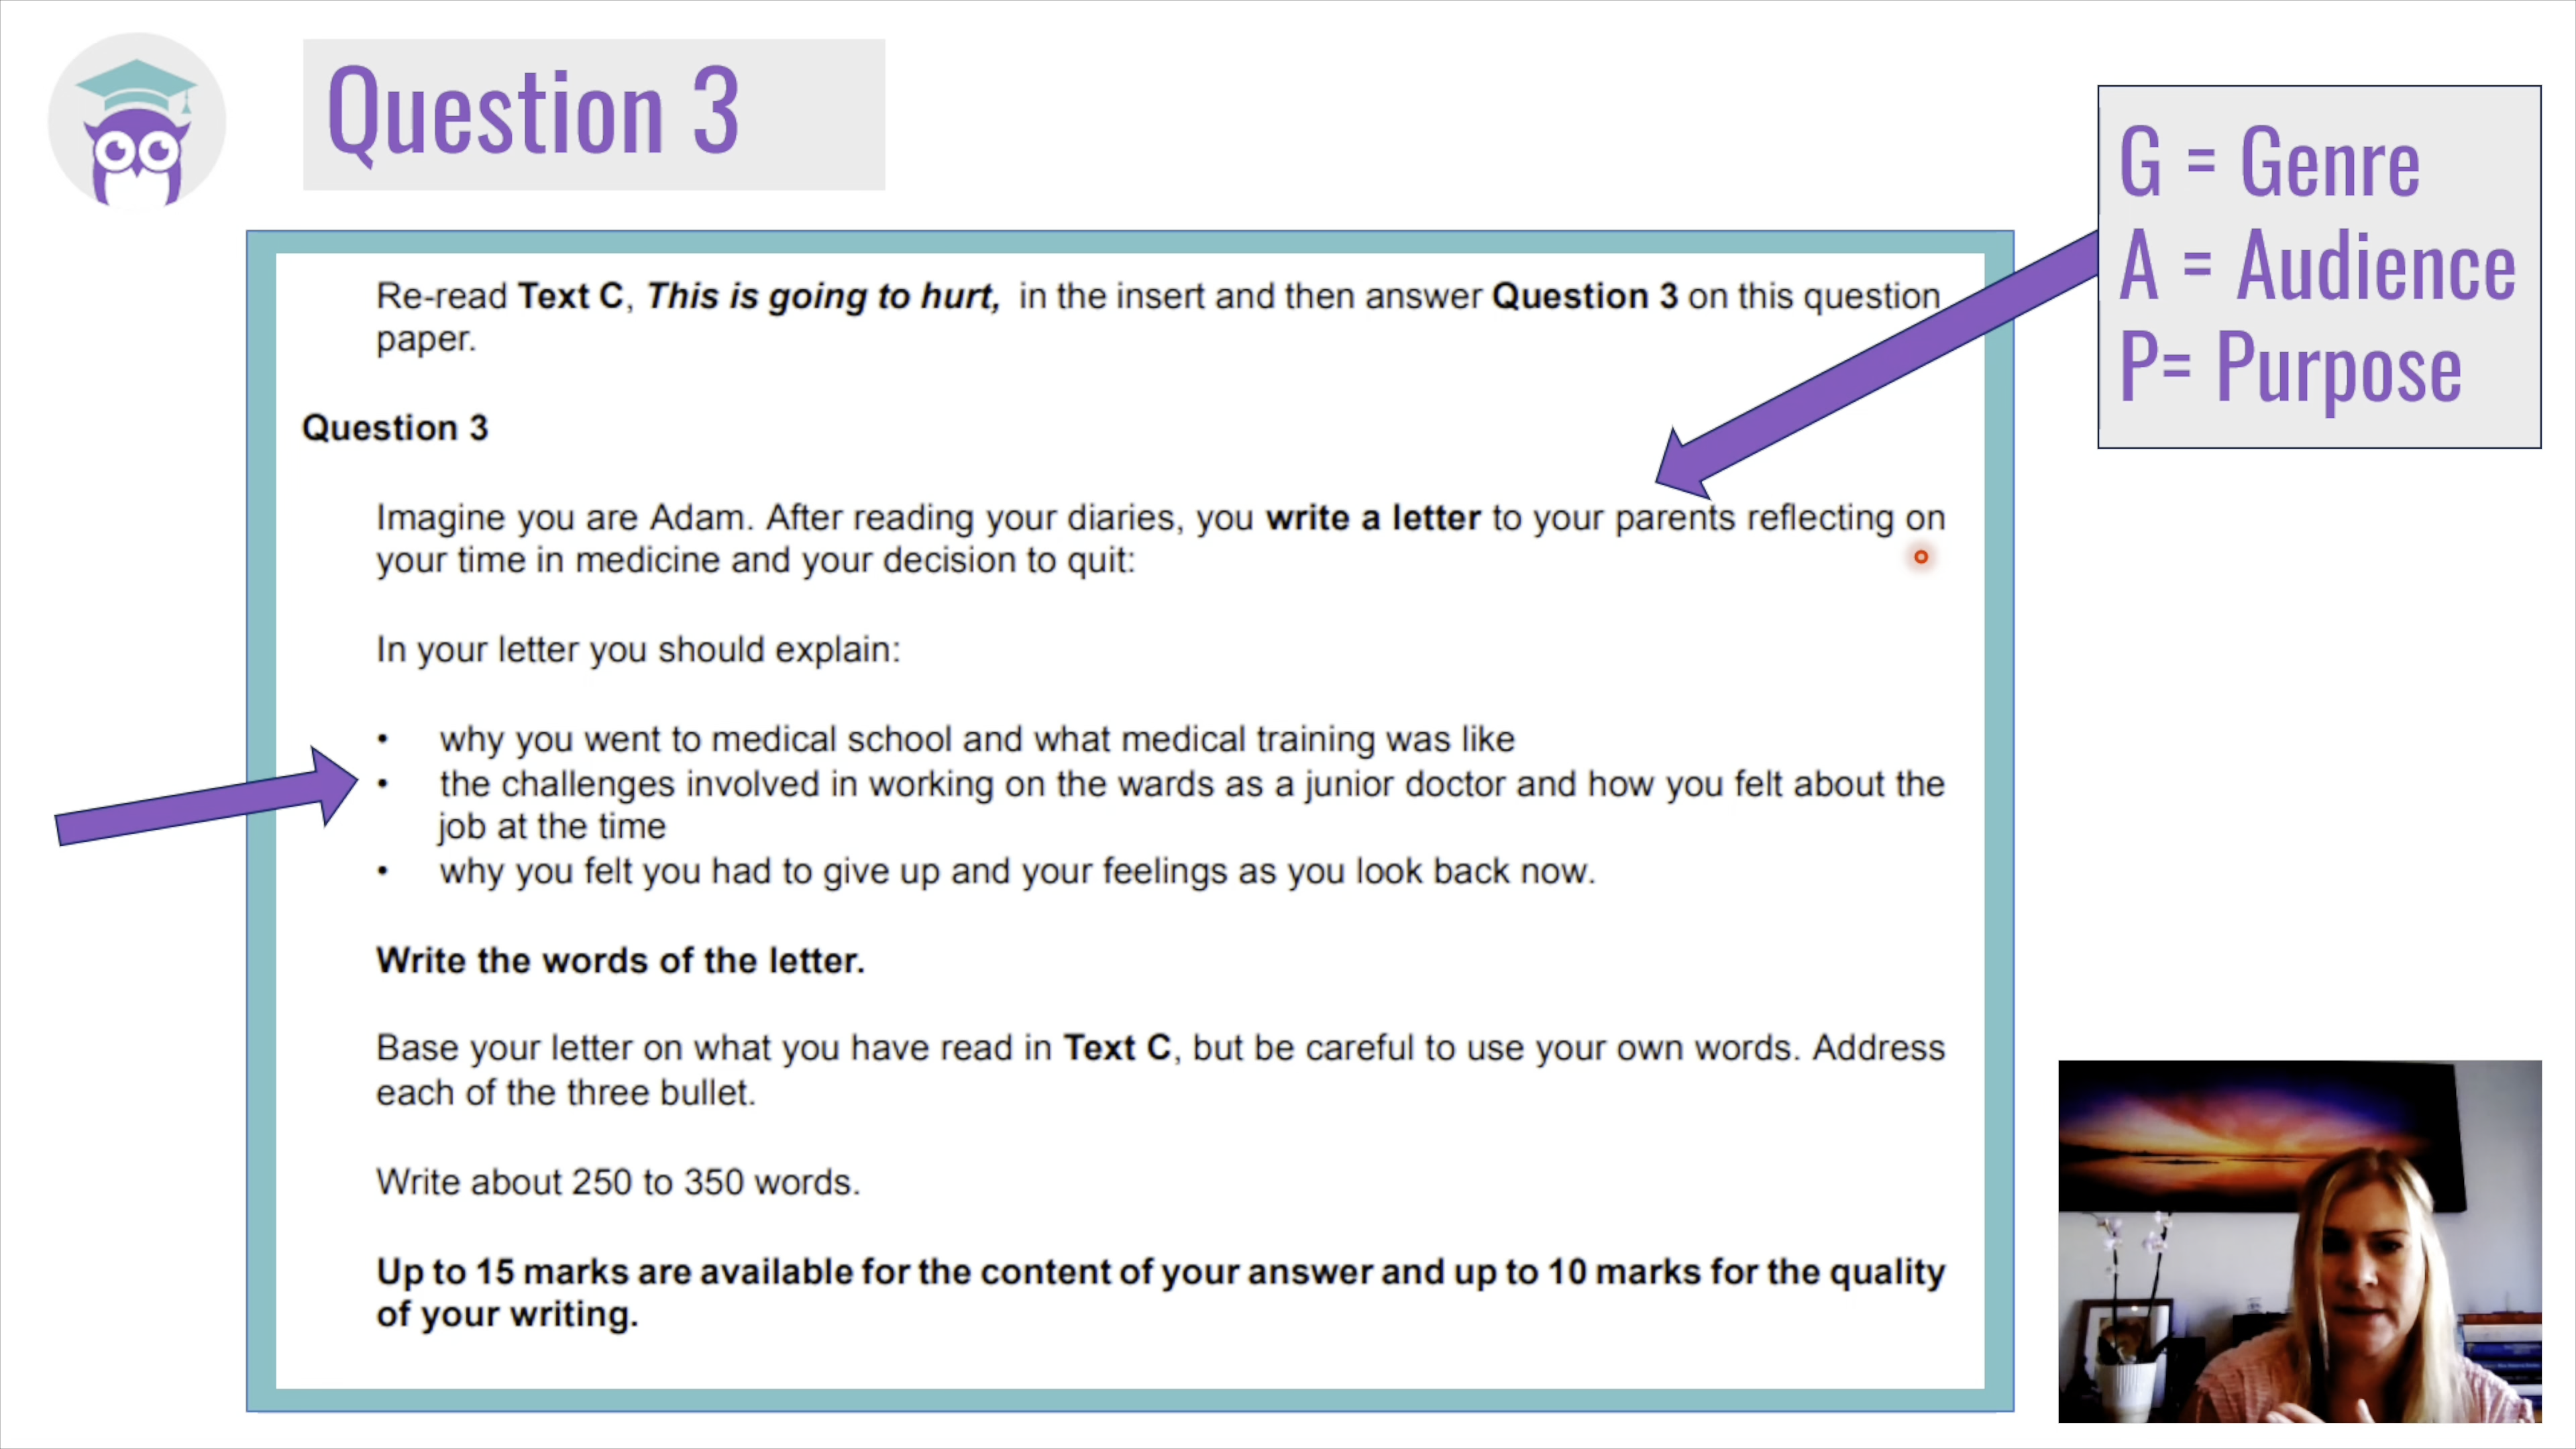 Question 3
G = Genre
A = Audience
P= Purpose
Re-read Text C, This is going to hurt, in the insert and then answer Question 3 on this question
paper.
Question 3
Imagine you are Adam. After reading your diaries, you write a letter to your parents reflecting on
your time in medicine and your decision to quit:
In your letter you should explain:
• why you went to medical school and what medical training was like
• the challenges involved in working on the wards as a junior doctor and how you felt about the
job at the time
• why you felt you had to give up and your feelings as you look back now.
Write the words of the letter.
Base your letter on what you have read in Text C, but be careful to use your own words. Address
each of the three bullet.
Write about 250 to 350 words.
Up to 15 marks are available for the content of your answer and up to 10 marks for the quality
of your writing.